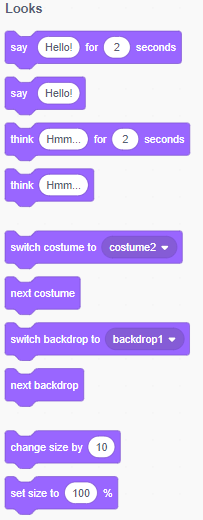 Looks
say Hello! for 2 seconds
say Hello!
think Hmm... for 2 seconds
think Hmm...
switch costume to costume2
next costume
switch backdrop to backdrop1
next backdrop
change size by 10
set size to 100 %